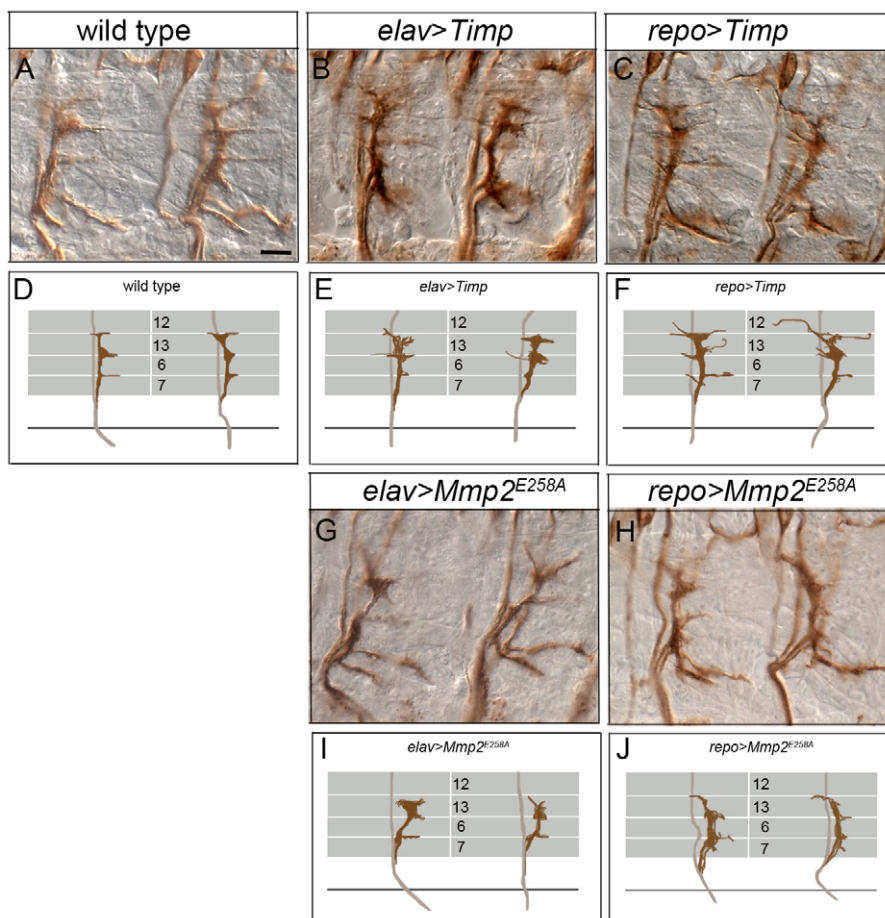 wild type
elav>Timp
repo>Timp
A
B
C
D
wild type
12
13
6
7
E
elav>Timp
12
13
6
7
F
repo>Timp
12
13
6
7
elav>Mmp2E258A
repo>Mmp2E258A
G
H
I
elav>Mmp2E258A
12
13
6
7
J
repo>Mmp2E258A
12
13
6
7